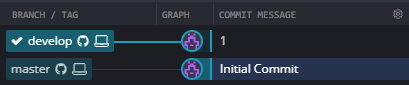 BRANCH / TAG GRAPH COMMIT MESSAGE
develop 1
master Initial Commit